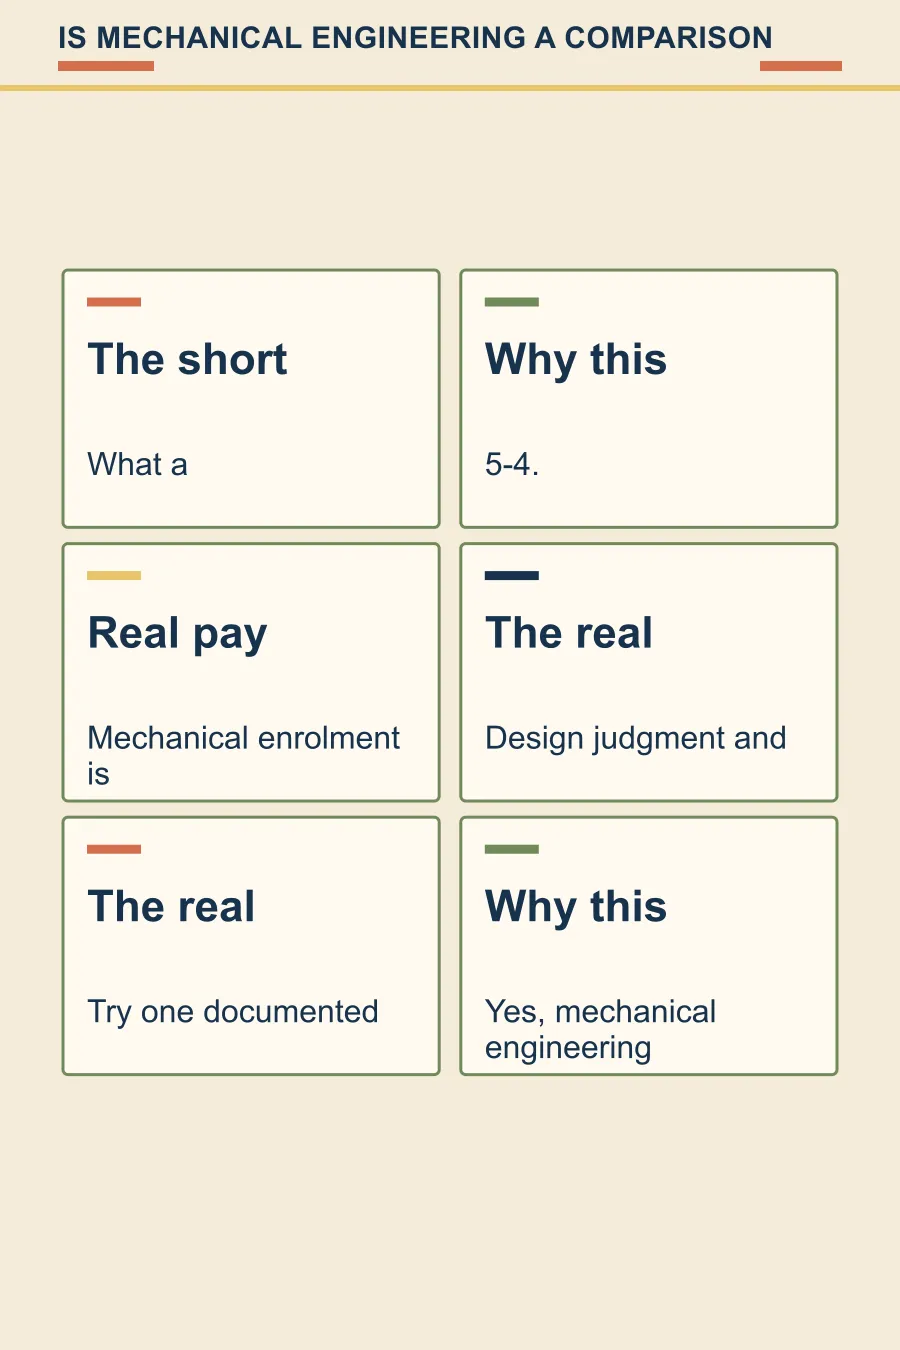 IS MECHANICAL ENGINEERING A COMPARISON
The short
What a
Why this
5-4.
Real pay
Mechanical enrolment
is
The real
Design judgment and
The real
Try one documented
Why this
Yes, mechanical
engineering